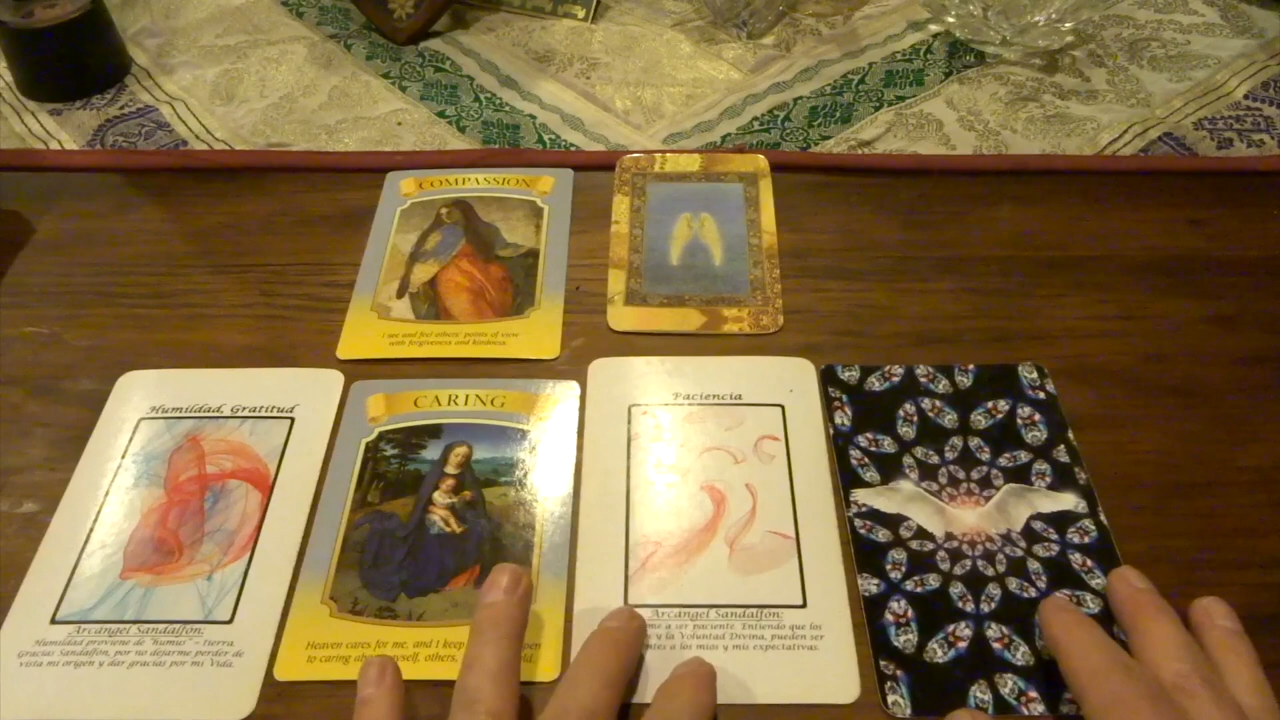 COMPASSION
I see and feel others' points of view
with forgiveness and kindness.
Humildad, Gratitud
Arcángel Sandalfón:
Humildad proviene de "humus" - tierra.
Gracias Sandalfón, por no dejarme perder de
vista mi origen y dar gracias por mi Vida.
CARING
Heaven cares for me, and I keep
to caring myself, others,
Paciencia
Arcángel Sandalfón:
me a ser paciente. Entiendo que los
y la Voluntad Divina, pueden ser
a los míos y mis expectativas.